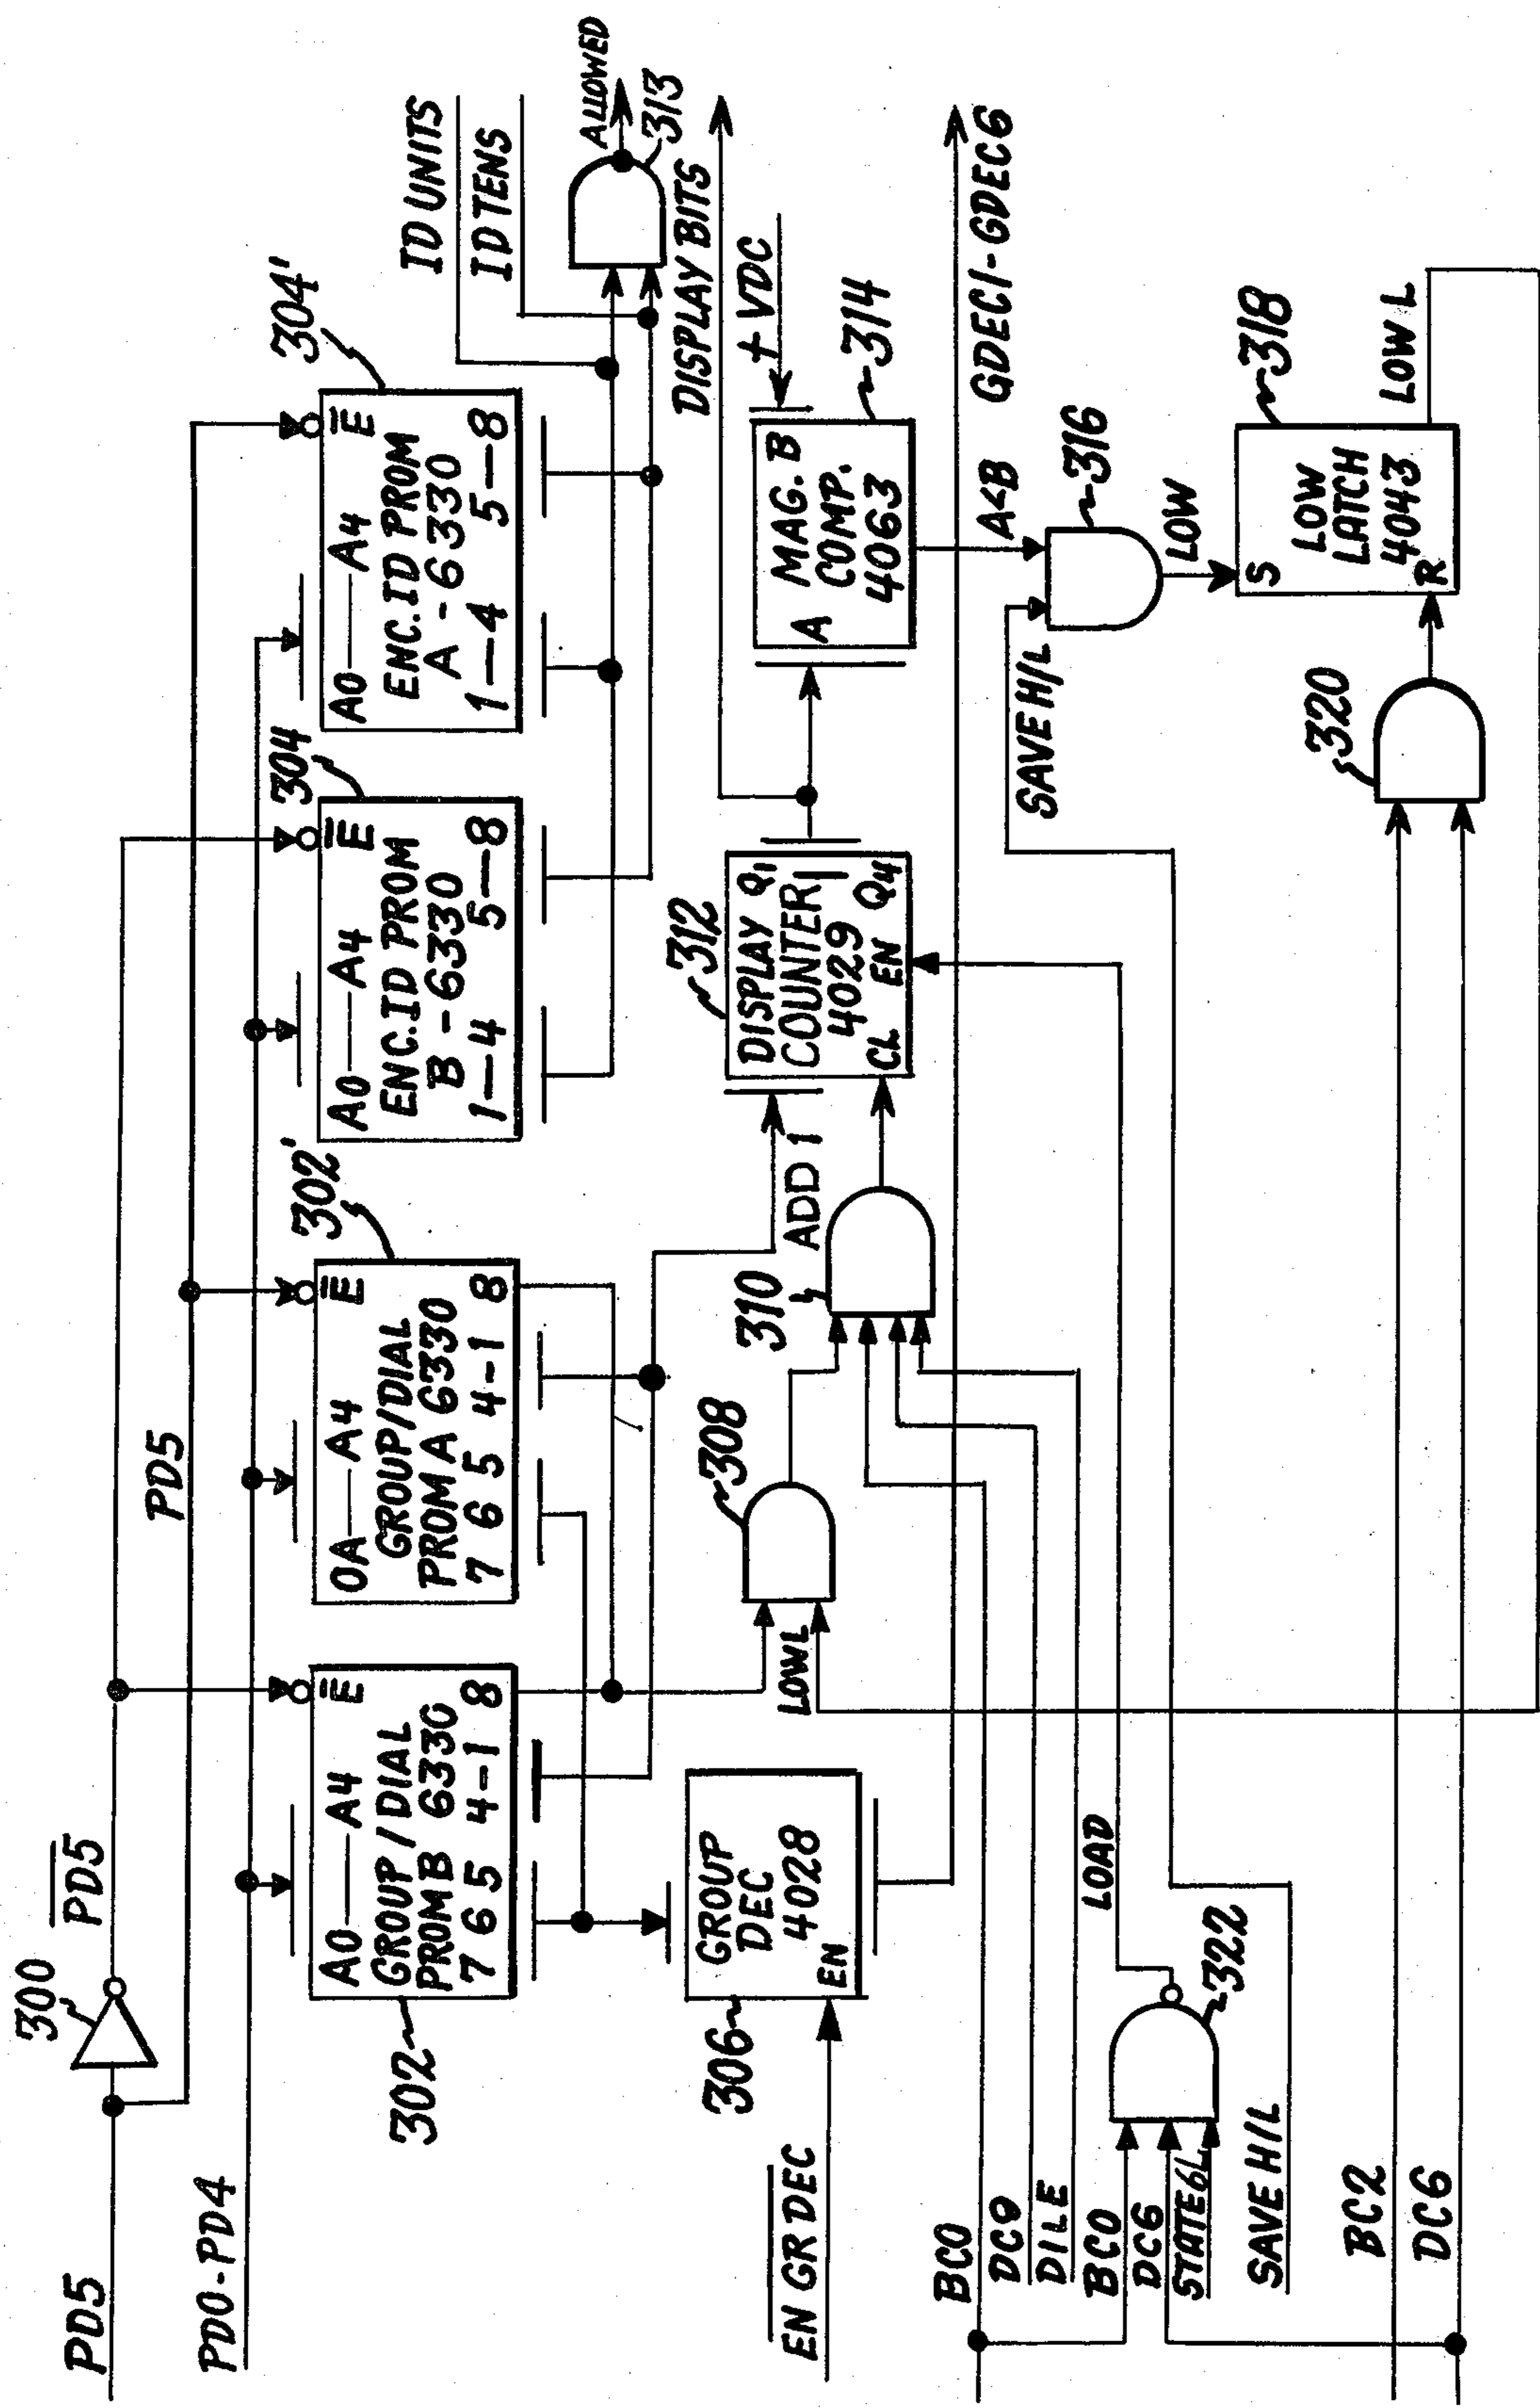 PD5
300
PD5
PD5
PD0-PD4
302
A0—A4
E
GROUP/DIAL
PROM B 6330
7 6 5 4-1 8
302'
0A—A4
E
GROUP/DIAL
PROM A 6330
7 6 5 4-1 8
304
A0—A4
E
ENC.ID PROM
B-6330
1—4 5—8
304'
A0—A4
E
ENC.ID PROM
A-6330
1—4 5—8
ID UNITS
ID TENS
ALLOWED
313
DISPLAY BITS
+VDC
306
GROUP
DEC
4028
EN
EN GR DEC
LOWL
308
310
ADD 1
312
DISPLAY Q1
COUNTER
4029
CL EN Q4
A MAG. B
COMP.
4063
314
GDEC1-GDEC6
A<B
316
SAVE H/L
LOW
S
LOW
LATCH
4043
R
318
LOW L
320
BC0
DC9
DILE
BC0
DC6
STATE6L
SAVE H/L
LOAD
322
BC2
DC6